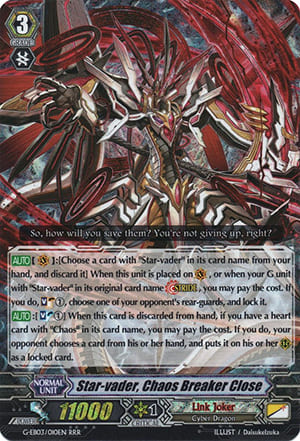 3
GRADE
So, how will you save them? You're not giving up, right?
AUTO [ ]:[Choose a card with "Star-vader" in its card name from your
hand, and discard it] When this unit is placed on , or when your G unit
with "Star-vader" in its original card name STRIDE, you may pay the cost. If
you do, 1, choose one of your opponent's rear-guards, and lock it.
AUTO:[ 1] When this card is discarded from hand, if you have a heart
card with "Chaos" in its card name, you may pay the cost. If you do, your
opponent chooses a card from his or her hand, and puts it on his or her
as a locked card.
NORMAL
UNIT
Star-vader, Chaos Breaker Close
POWER
11000
1
CRITICAL
Link Joker
Cyber Dragon
G-EB03/010EN RRR
ILLUST / DaisukeIzuka